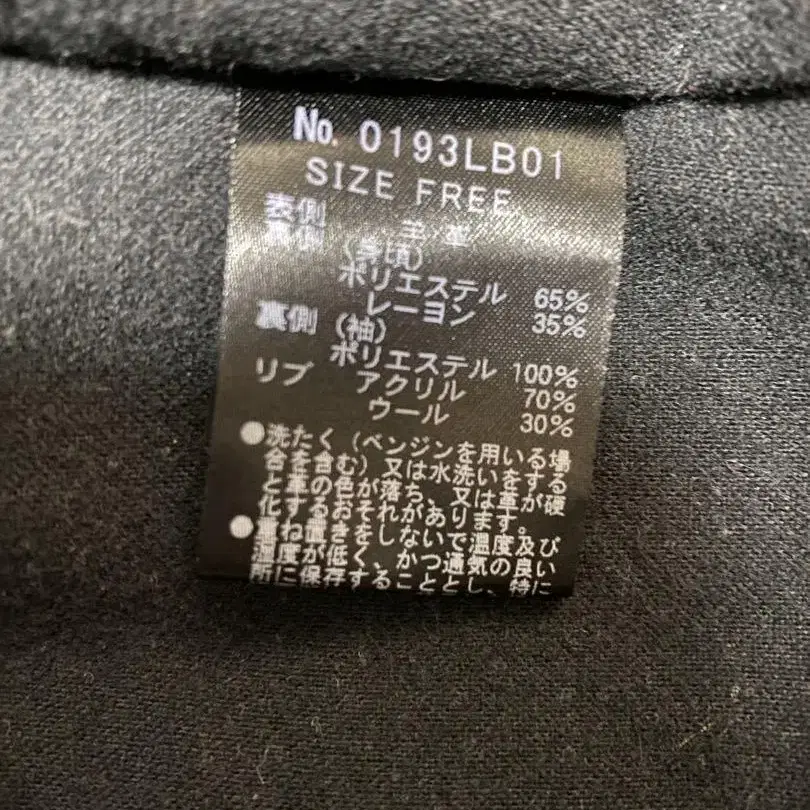 No. 0193LB01
SIZE FREE
表側 羊革
裏側 (身頃)
ポリエステル 65%
レーヨン 35%
裏側 (袖)
ポリエステル 100%
リブ アクリル 70%
ウール 30%
●洗たく(ベンジンを用いる場
合を含む)又は水洗いをする
と革の色が落ち、又は革が硬
化するおそれがあります。
●重ね置きをしないで温度及び
湿度が低く、かつ通気の良い
所に保存することとし、特に